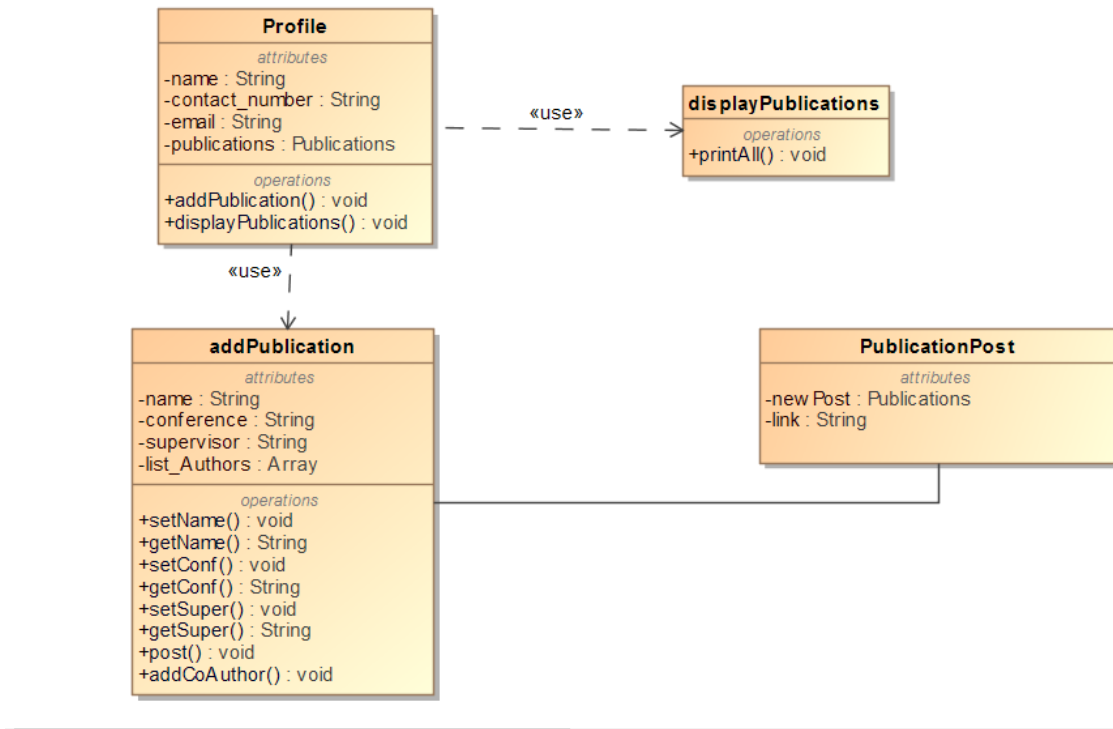 Profile
attributes
-name : String
-contact_number : String
-email : String
-publications : Publications
operations
+addPublication() : void
+displayPublications() : void
«use»
displayPublications
operations
+printAll() : void
«use»
addPublication
attributes
-name : String
-conference : String
-supervisor : String
-list_Authors : Array
operations
+setName() : void
+getName() : String
+setConf() : void
+getConf() : String
+setSuper() : void
+getSuper() : String
+post() : void
+addCoAuthor() : void
PublicationPost
attributes
-newPost : Publications
-link : String